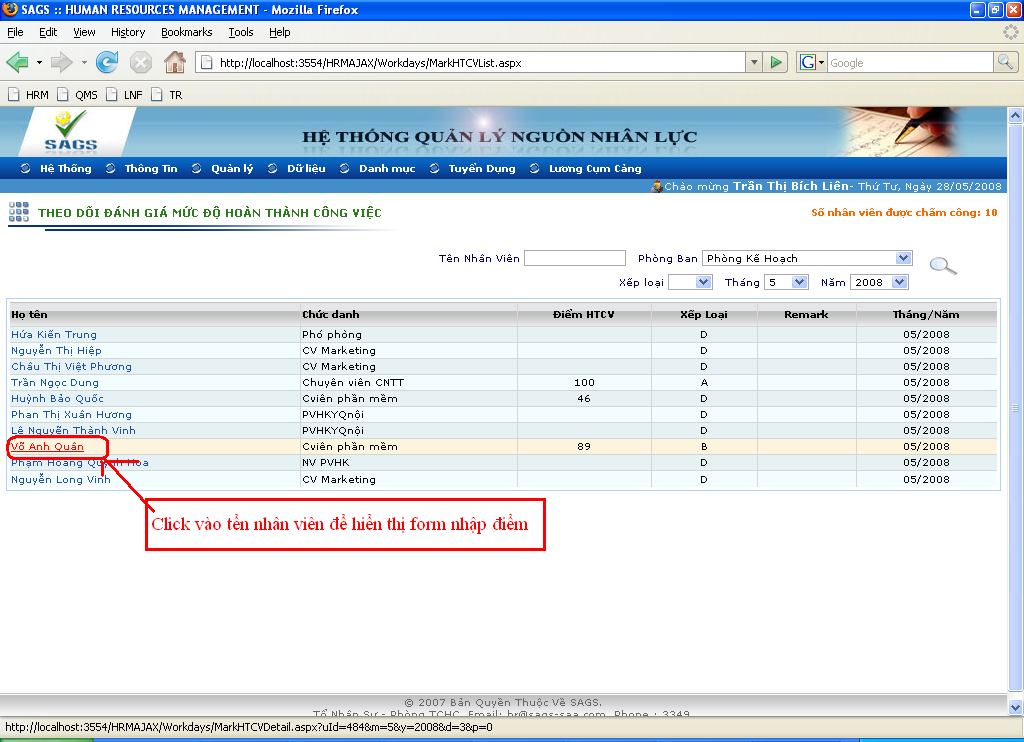 SAGS :: HUMAN RESOURCES MANAGEMENT - Mozilla Firefox
File Edit View History Bookmarks Tools Help
http://localhost:3554/HRMAJAX/Workdays/MarkHTCVList.aspx
G Google
HRM QMS LNF TR
SAGS
HỆ THỐNG QUẢN LÝ NGUỒN NHÂN LỰC
Hệ Thống Thông Tin Quản lý Dữ liệu Danh mục Tuyển Dụng Lương Cụm Cảng
Chào mừng Trần Thị Bích Liên- Thứ Tư, Ngày 28/05/2008
THEO DÕI ĐÁNH GIÁ MỨC ĐỘ HOÀN THÀNH CÔNG VIỆC
Số nhân viên được chấm công: 10
Tên Nhân Viên Phòng Ban Phòng Kế Hoạch
Xếp loại Tháng 5 Năm 2008
Họ tên Chức danh Điểm HTCV Xếp Loại Remark Tháng/Năm
Hứa Kiến Trung Phó phòng D 05/2008
Nguyễn Thị Hiệp CV Marketing D 05/2008
Châu Thị Việt Phương CV Marketing D 05/2008
Trần Ngọc Dung Chuyên viên CNTT 100 A 05/2008
Huỳnh Bảo Quốc Cviên phần mềm 46 D 05/2008
Phan Thị Xuân Hương PVHKYQnội D 05/2008
Lê Nguyễn Thành Vinh PVHKYQnội D 05/2008
Võ Anh Quân Cviên phần mềm 89 B 05/2008
Phạm Hoàng Quỳnh Hoa NV PVHK D 05/2008
Nguyễn Long Vinh CV Marketing D 05/2008
Click vào tển nhân viên để hiển thị form nhập điểm
© 2007 Bản Quyền Thuộc Về SAGS.
Tổ Nhân Sự - Phòng TCHC. Email: hr@sags-saa.com. Phone : 3349
http://localhost:3554/HRMAJAX/Workdays/MarkHTCVDetail.aspx?uId=484&m=5&y=2008&d=3&p=0